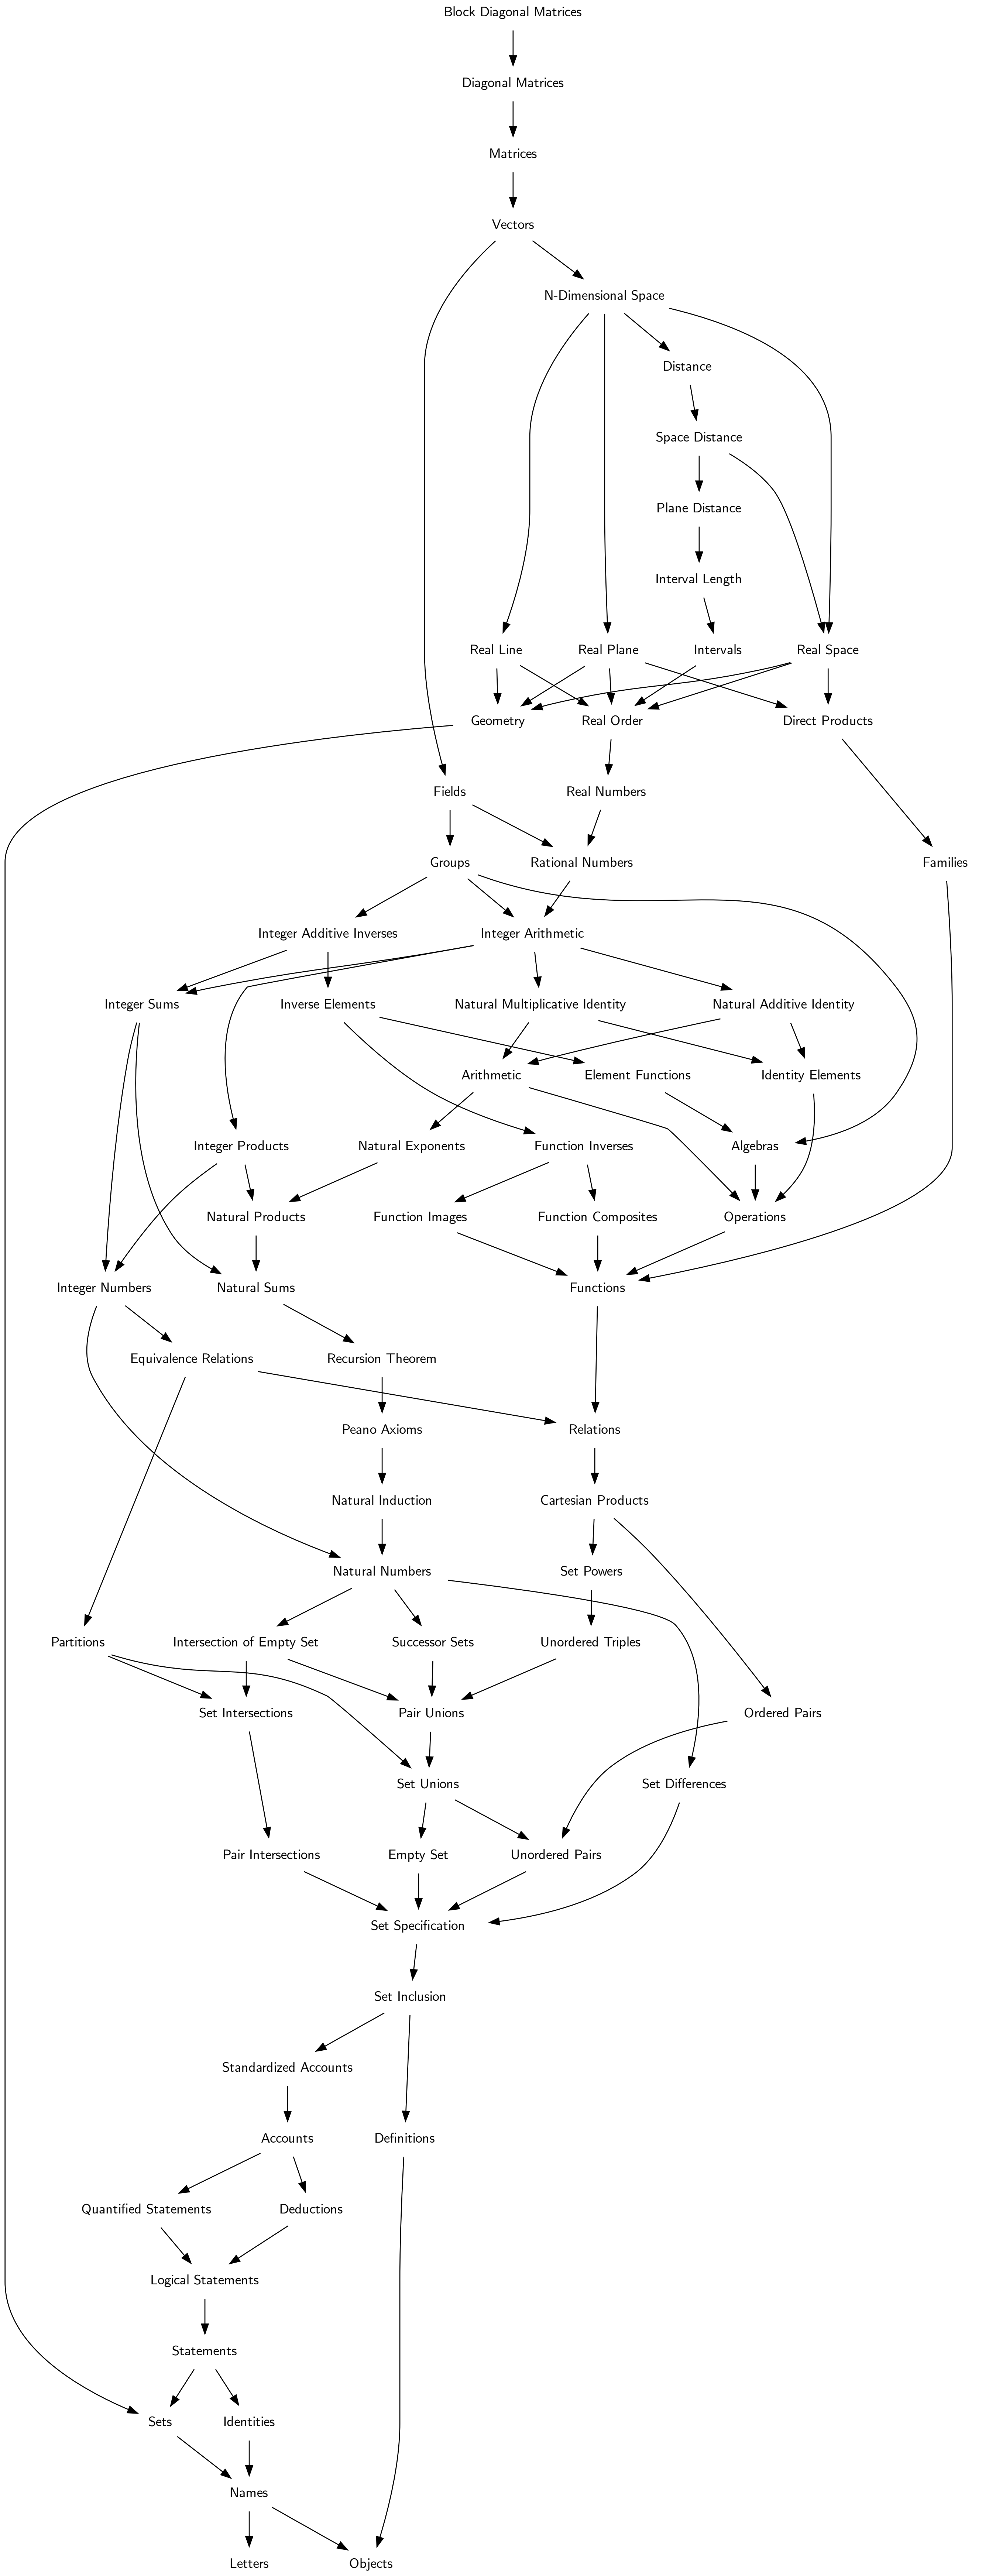 Block Diagonal Matrices
Diagonal Matrices
Matrices
Vectors
N-Dimensional Space
Distance
Space Distance
Plane Distance
Interval Length
Real Line
Real Plane
Intervals
Real Space
Geometry
Real Order
Direct Products
Fields
Real Numbers
Groups
Rational Numbers
Families
Integer Additive Inverses
Integer Arithmetic
Integer Sums
Inverse Elements
Natural Multiplicative Identity
Natural Additive Identity
Arithmetic
Element Functions
Identity Elements
Integer Products
Natural Exponents
Function Inverses
Algebras
Natural Products
Function Images
Function Composites
Operations
Integer Numbers
Natural Sums
Functions
Equivalence Relations
Recursion Theorem
Peano Axioms
Relations
Natural Induction
Cartesian Products
Natural Numbers
Set Powers
Partitions
Intersection of Empty Set
Successor Sets
Unordered Triples
Set Intersections
Pair Unions
Ordered Pairs
Set Unions
Set Differences
Pair Intersections
Empty Set
Unordered Pairs
Set Specification
Set Inclusion
Standardized Accounts
Accounts
Definitions
Quantified Statements
Deductions
Logical Statements
Statements
Sets
Identities
Names
Letters
Objects